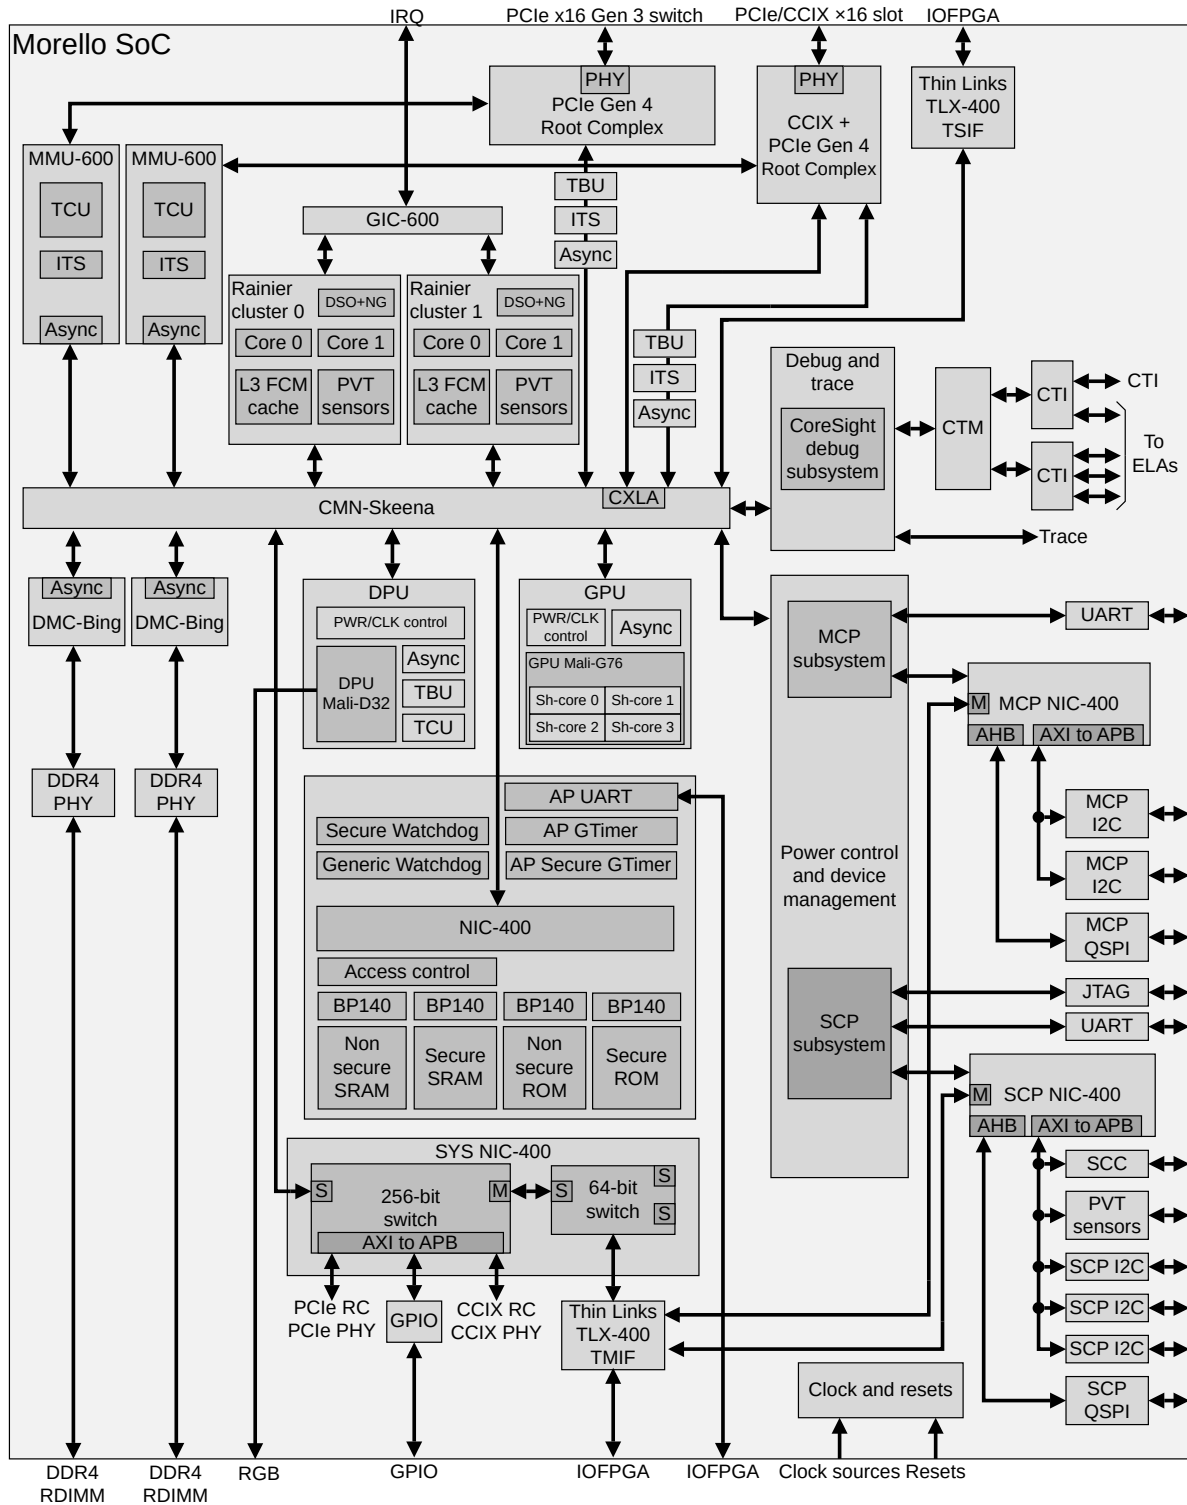 IRQ
PCIe x16 Gen 3 switch
PCIe/CCIX ×16 slot
IOFPGA
Morello SoC
PHY
PCIe Gen 4
Root Complex
PHY
CCIX +
PCIe Gen 4
Root Complex
Thin Links
TLX-400
TSIF
MMU-600
TCU
ITS
Async
MMU-600
TCU
ITS
Async
TBU
ITS
Async
GIC-600
Rainier
cluster 0
DSO+NG
Core 0
Core 1
L3 FCM
cache
PVT
sensors
Rainier
cluster 1
DSO+NG
Core 0
Core 1
L3 FCM
cache
PVT
sensors
TBU
ITS
Async
Debug and
trace
CoreSight
debug
subsystem
CTM
CTI
CTI
CTI
To
ELAs
Trace
CMN-Skeena
CXLA
Async
DMC-Bing
Async
DMC-Bing
DPU
PWR/CLK control
DPU
Mali-D32
Async
TBU
TCU
GPU
PWR/CLK
control
Async
GPU Mali-G76
Sh-core 0
Sh-core 1
Sh-core 2
Sh-core 3
MCP
subsystem
UART
MCP NIC-400
M
AHB
AXI to APB
DDR4
PHY
DDR4
PHY
AP UART
Secure Watchdog
AP GTimer
Generic Watchdog
AP Secure GTimer
NIC-400
Access control
BP140
BP140
BP140
BP140
Non
secure
SRAM
Secure
SRAM
Non
secure
ROM
Secure
ROM
Power control
and device
management
MCP
I2C
MCP
I2C
MCP
QSPI
SCP
subsystem
JTAG
UART
SCP NIC-400
M
AHB
AXI to APB
SYS NIC-400
S
256-bit
switch
M
AXI to APB
S
64-bit
switch
S
S
SCC
PVT
sensors
SCP I2C
SCP I2C
SCP I2C
SCP
QSPI
PCIe RC
PCIe PHY
GPIO
CCIX RC
CCIX PHY
Thin Links
TLX-400
TMIF
Clock and resets
DDR4
RDIMM
DDR4
RDIMM
RGB
GPIO
IOFPGA
IOFPGA
Clock sources
Resets